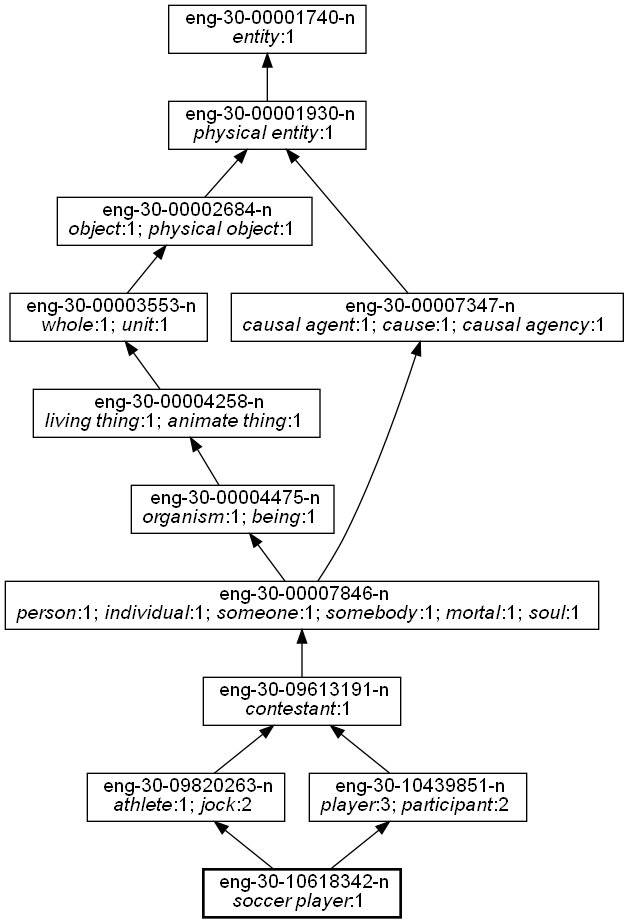 eng-30-00001740-n
entity:1
eng-30-00001930-n
physical entity:1
eng-30-00002684-n
object:1; physical object:1
eng-30-00003553-n
whole:1; unit:1
eng-30-00007347-n
causal agent:1; cause:1; causal agency:1
eng-30-00004258-n
living thing:1; animate thing:1
eng-30-00004475-n
organism:1; being:1
eng-30-00007846-n
person:1; individual:1; someone:1; somebody:1; mortal:1; soul:1
eng-30-09613191-n
contestant:1
eng-30-09820263-n
athlete:1; jock:2
eng-30-10439851-n
player:3; participant:2
eng-30-10618342-n
soccer player:1